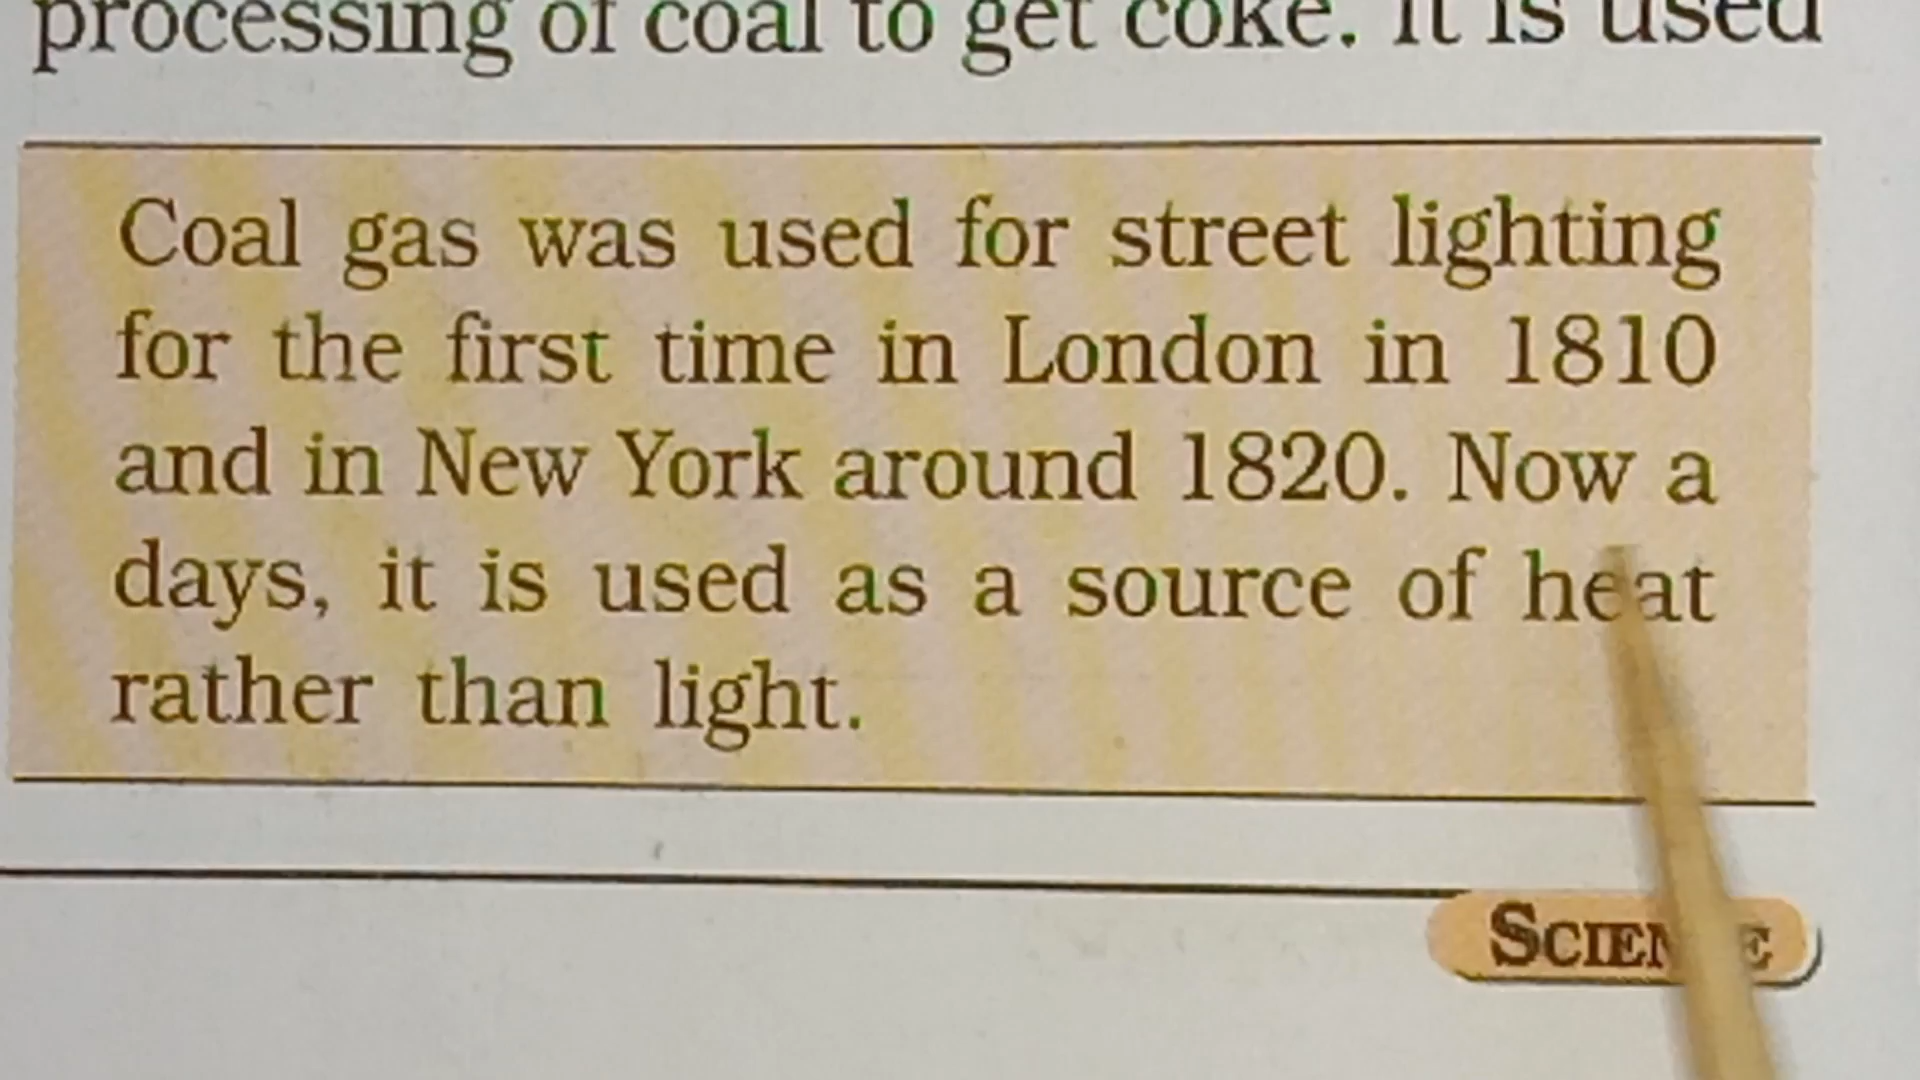 processing of coal to get coke. It is used
Coal gas was used for street lighting
for the first time in London in 1810
and in New York around 1820. Now a
days, it is used as a source of heat
rather than light.
SCIENCE